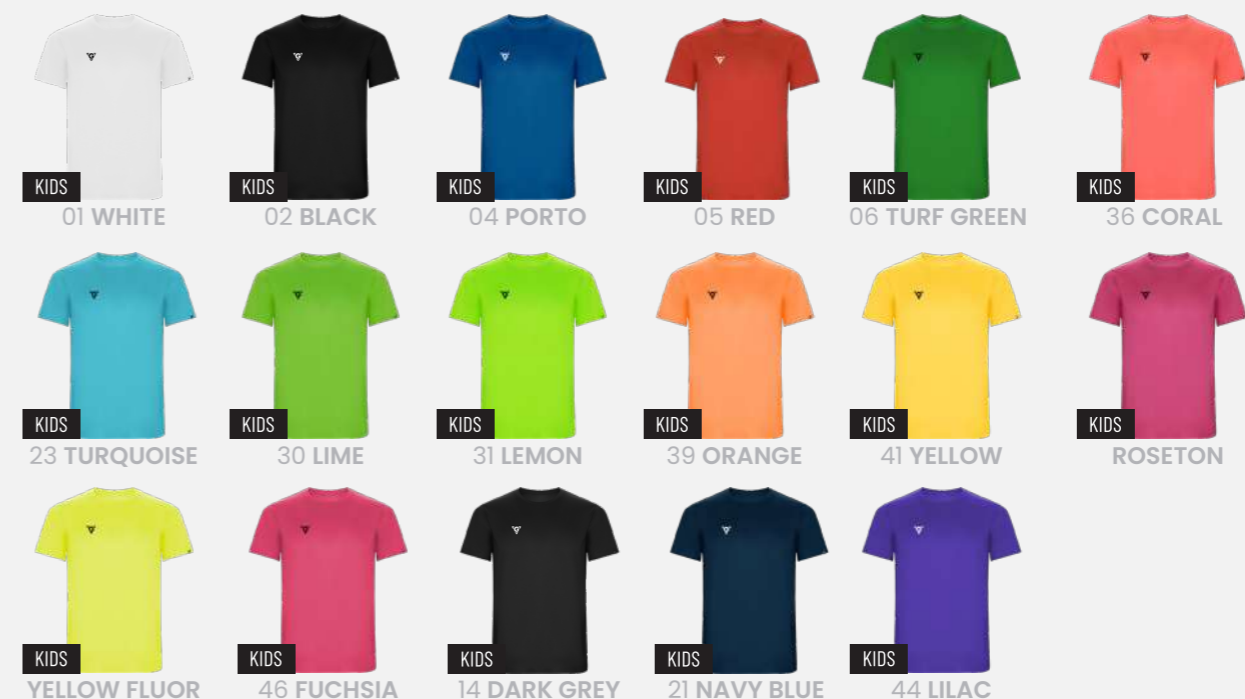 KIDS
01 WHITE
KIDS
02 BLACK
KIDS
04 PORTO
KIDS
05 RED
KIDS
06 TURF GREEN
KIDS
36 CORAL
KIDS
23 TURQUOISE
KIDS
30 LIME
KIDS
31 LEMON
KIDS
39 ORANGE
KIDS
41 YELLOW
KIDS
ROSETON
KIDS
YELLOW FLUOR
KIDS
46 FUCHSIA
KIDS
14 DARK GREY
KIDS
21 NAVY BLUE
KIDS
44 LILAC